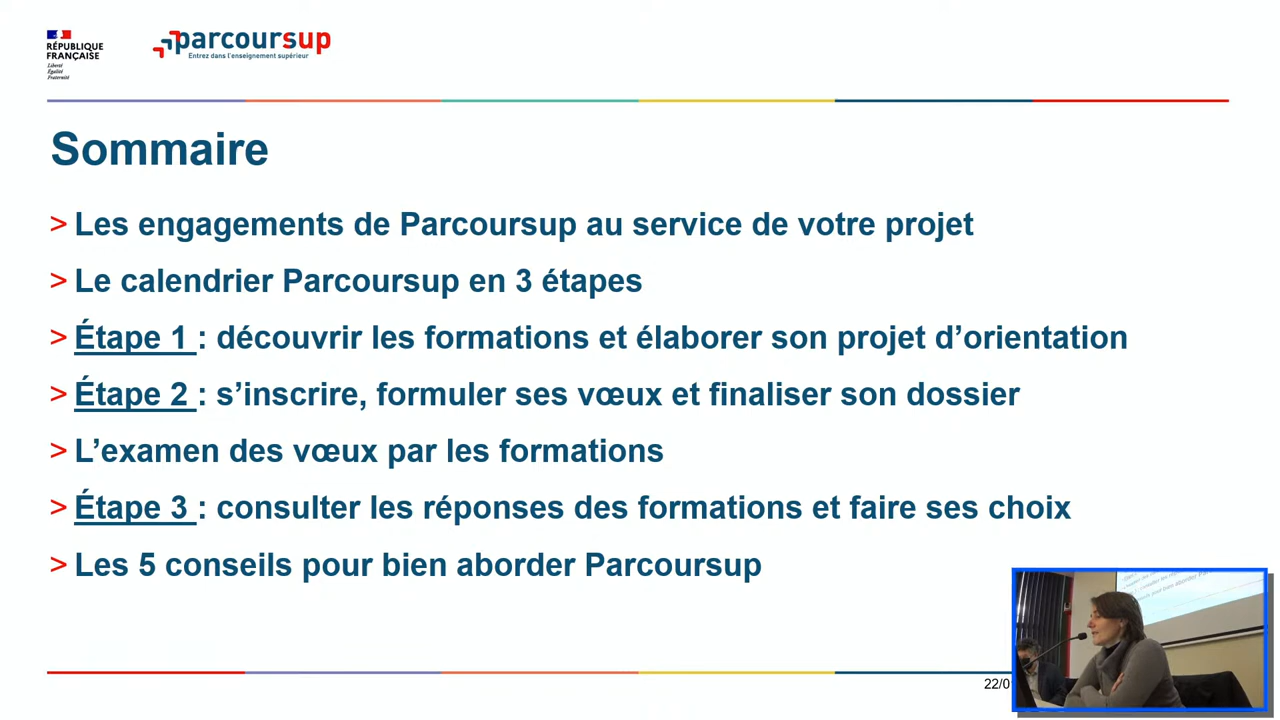 RÉPUBLIQUE
FRANÇAISE
Liberté
Égalité
Fraternité
parcoursup
Entrez dans l'enseignement supérieur
Sommaire
> Les engagements de Parcoursup au service de votre projet
> Le calendrier Parcoursup en 3 étapes
> Étape 1 : découvrir les formations et élaborer son projet d’orientation
> Étape 2 : s’inscrire, formuler ses vœux et finaliser son dossier
> L’examen des vœux par les formations
> Étape 3 : consulter les réponses des formations et faire ses choix
> Les 5 conseils pour bien aborder Parcoursup
22/0